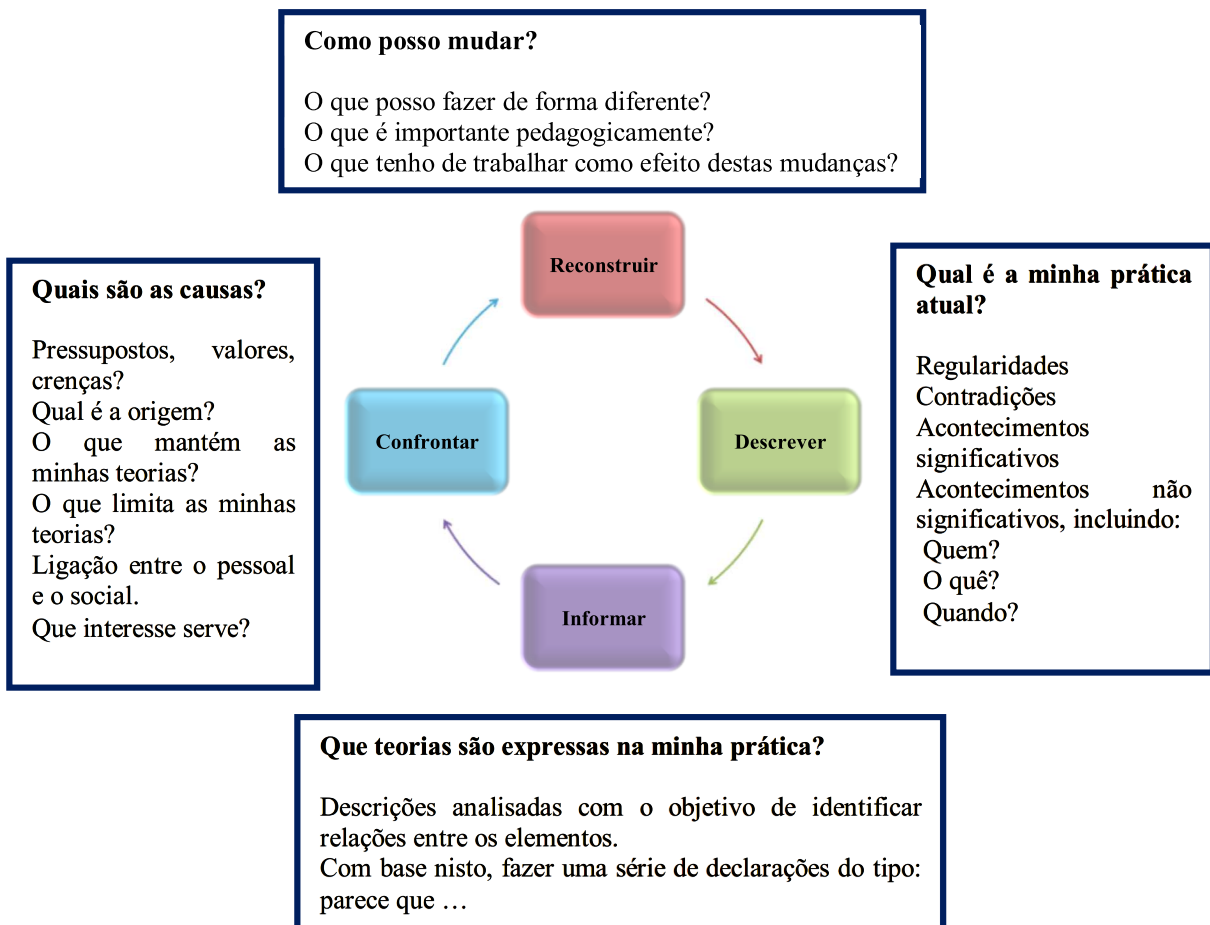 Como posso mudar?
O que posso fazer de forma diferente?
O que é importante pedagogicamente?
O que tenho de trabalhar como efeito destas mudanças?
Reconstruir
Quais são as causas?
Pressupostos, valores,
crenças?
Qual é a origem?
O que mantém as
minhas teorias?
O que limita as minhas
teorias?
Ligação entre o pessoal
e o social.
Que interesse serve?
Confrontar
Descrever
Qual é a minha prática
atual?
Regularidades
Contradições
Acontecimentos
significativos
Acontecimentos não
significativos, incluindo:
Quem?
O quê?
Quando?
Informar
Que teorias são expressas na minha prática?
Descrições analisadas com o objetivo de identificar
relações entre os elementos.
Com base nisto, fazer uma série de declarações do tipo:
parece que …